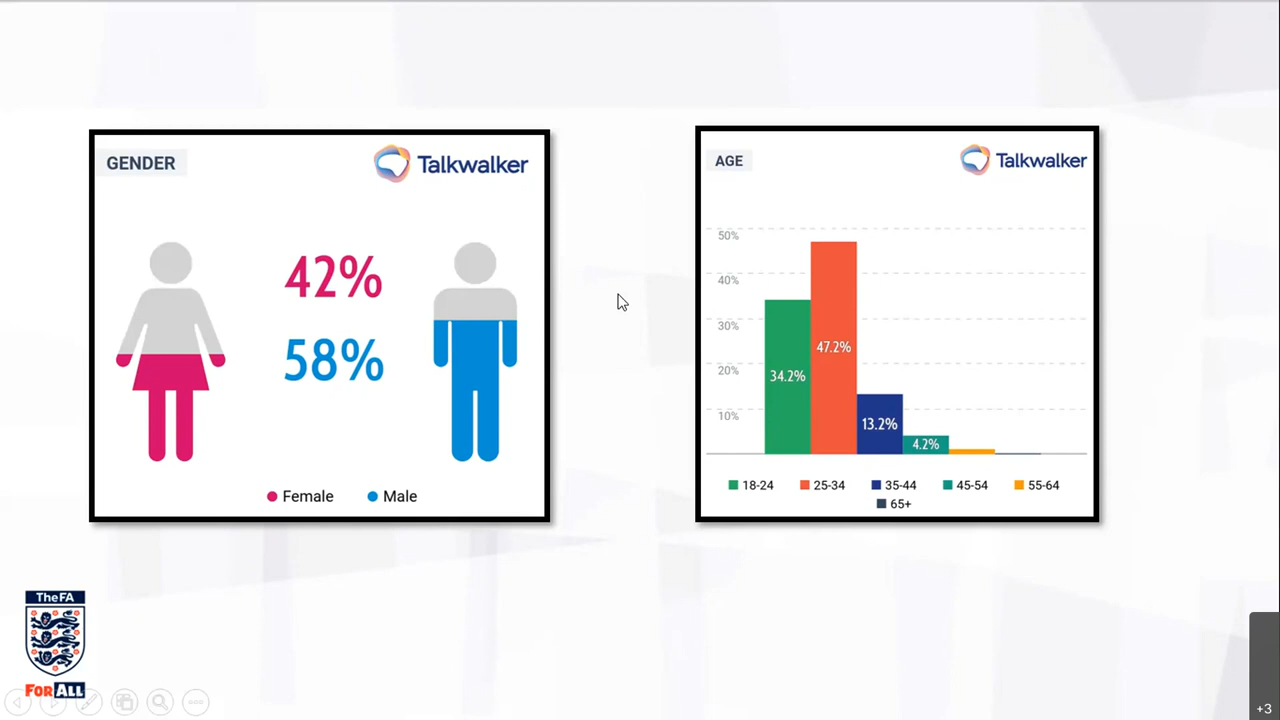 GENDER
Talkwalker
42%
58%
Female
Male
AGE
Talkwalker
50%
40%
30%
20%
10%
34.2%
47.2%
13.2%
4.2%
18-24
25-34
35-44
45-54
55-64
65+
TheFA
FORALL
+3